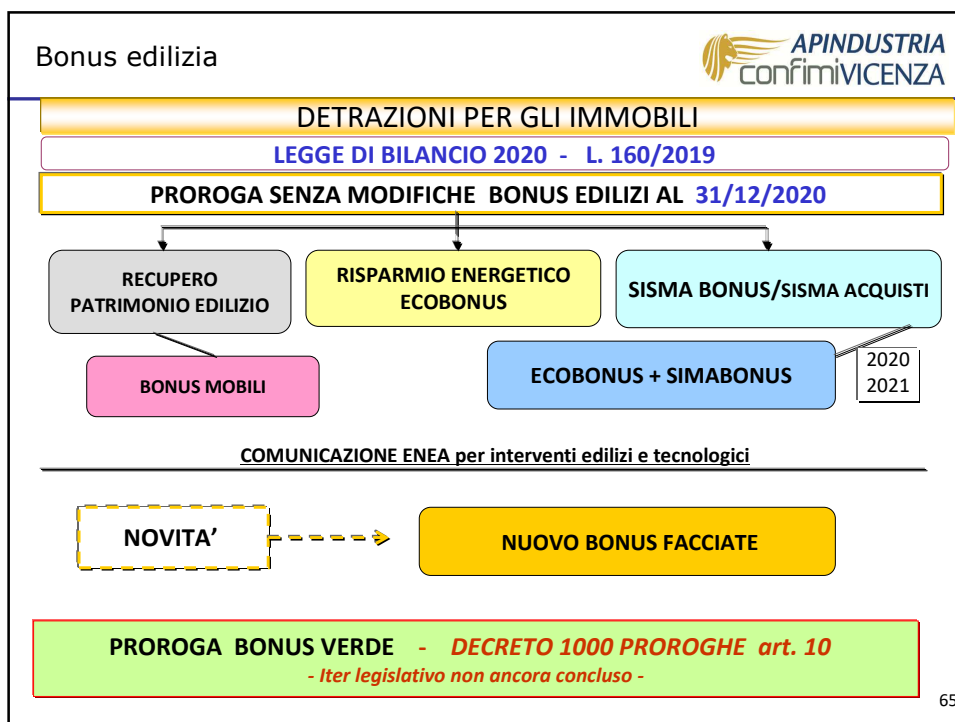 Bonus edilizia
APINDUSTRIA
confimiVICENZA
DETRAZIONI PER GLI IMMOBILI
LEGGE DI BILANCIO 2020 - L. 160/2019
PROROGA SENZA MODIFICHE BONUS EDILIZI AL 31/12/2020
RECUPERO
PATRIMONIO EDILIZIO
RISPARMIO ENERGETICO
ECOBONUS
SISMA BONUS/SISMA ACQUISTI
BONUS MOBILI
ECOBONUS + SIMABONUS
2020
2021
COMUNICAZIONE ENEA per interventi edilizi e tecnologici
NOVITA’
NUOVO BONUS FACCIATE
PROROGA BONUS VERDE - DECRETO 1000 PROROGHE art. 10
- Iter legislativo non ancora concluso -
65